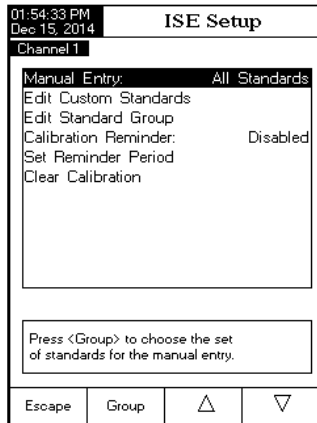 01:54:33 PM
Dec 15, 2014
ISE Setup
Channel 1
Manual Entry: All Standards
Edit Custom Standards
Edit Standard Group
Calibration Reminder: Disabled
Set Reminder Period
Clear Calibration
Press <Group> to choose the set
of standards for the manual entry.
Escape Group